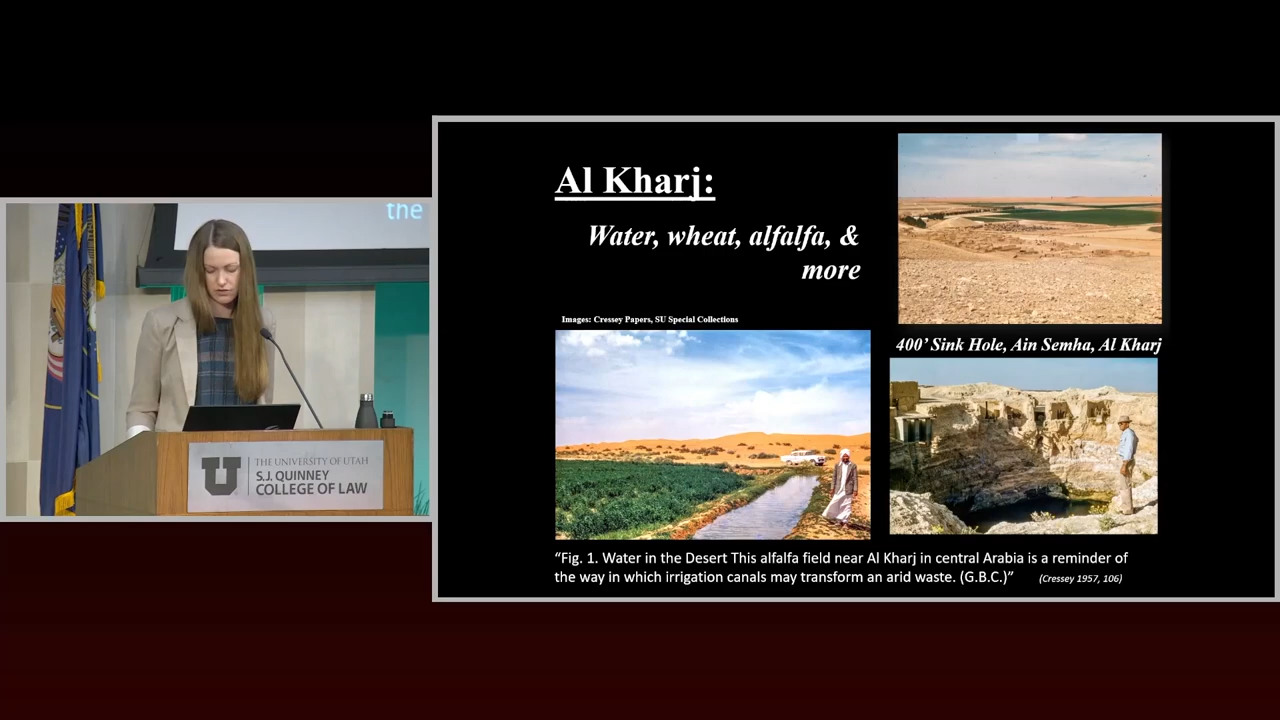 the
U
THE UNIVERSITY OF UTAH
S.J. QUINNEY
COLLEGE OF LAW
Al Kharj:
Water, wheat, alfalfa, &
more
Images: Cressey Papers, SU Special Collections
400' Sink Hole, Ain Semha, Al Kharj
“Fig. 1. Water in the Desert This alfalfa field near Al Kharj in central Arabia is a reminder of
the way in which irrigation canals may transform an arid waste. (G.B.C.)” (Cressey 1957, 106)